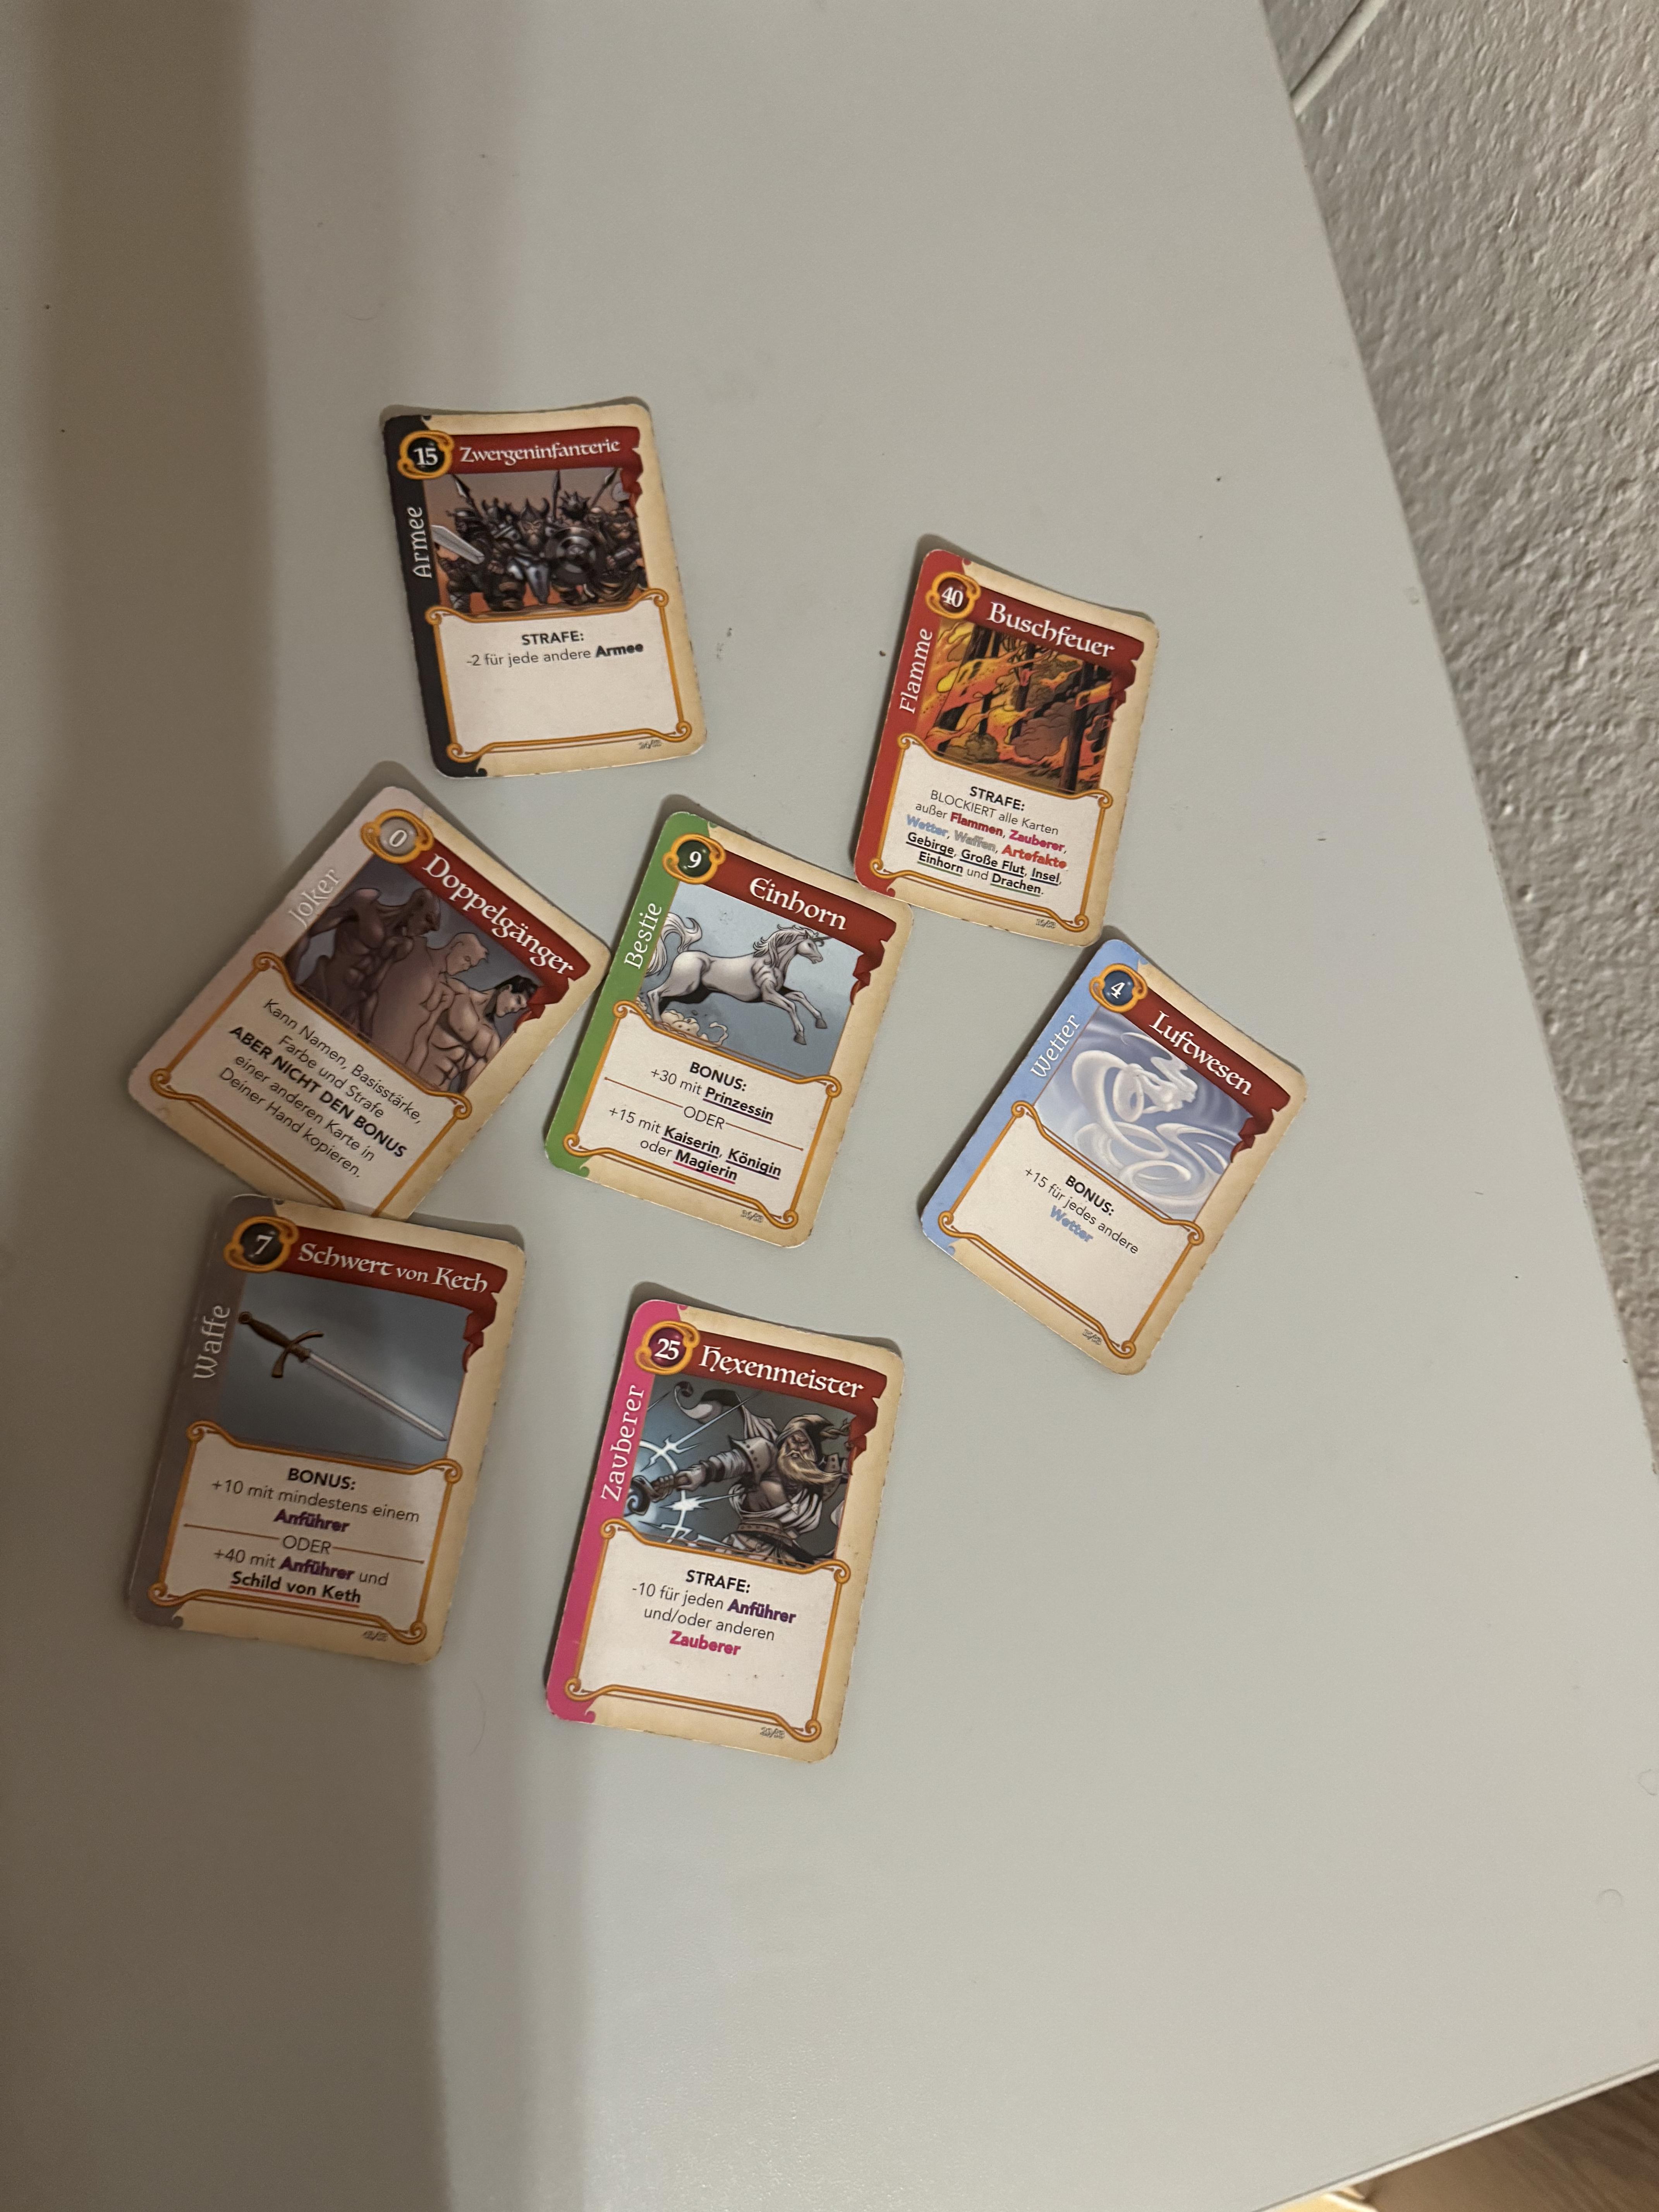 15
Zwergeninfanterie
Armee
STRAFE:
-2 für jede andere Armee
40
Buschfeuer
Flamme
STRAFE:
BLOCKIERT alle Karten
außer Flammen, Zauberer,
Wetter, Waffen, Artefakte
Gebirge, Große Flut, Insel,
Einhorn und Drachen.
0
Doppelgänger
Joker
Kann Namen, Basisstärke,
Farbe und Strafe
ABER NICHT DEN BONUS
einer anderen Karte in
Deiner Hand kopieren.
9
Einhorn
Bestie
BONUS:
+30 mit Prinzessin
ODER
+15 mit Kaiserin, Königin
oder Magierin
4
Luftwesen
Wetter
BONUS:
+15 für jedes andere
Wetter
7
Schwert von Keth
Waffe
BONUS:
+10 mit mindestens einem
Anführer
ODER
+40 mit Anführer und
Schild von Keth
25
Hexenmeister
Zauberer
STRAFE:
-10 für jeden Anführer
und/oder anderen
Zauberer